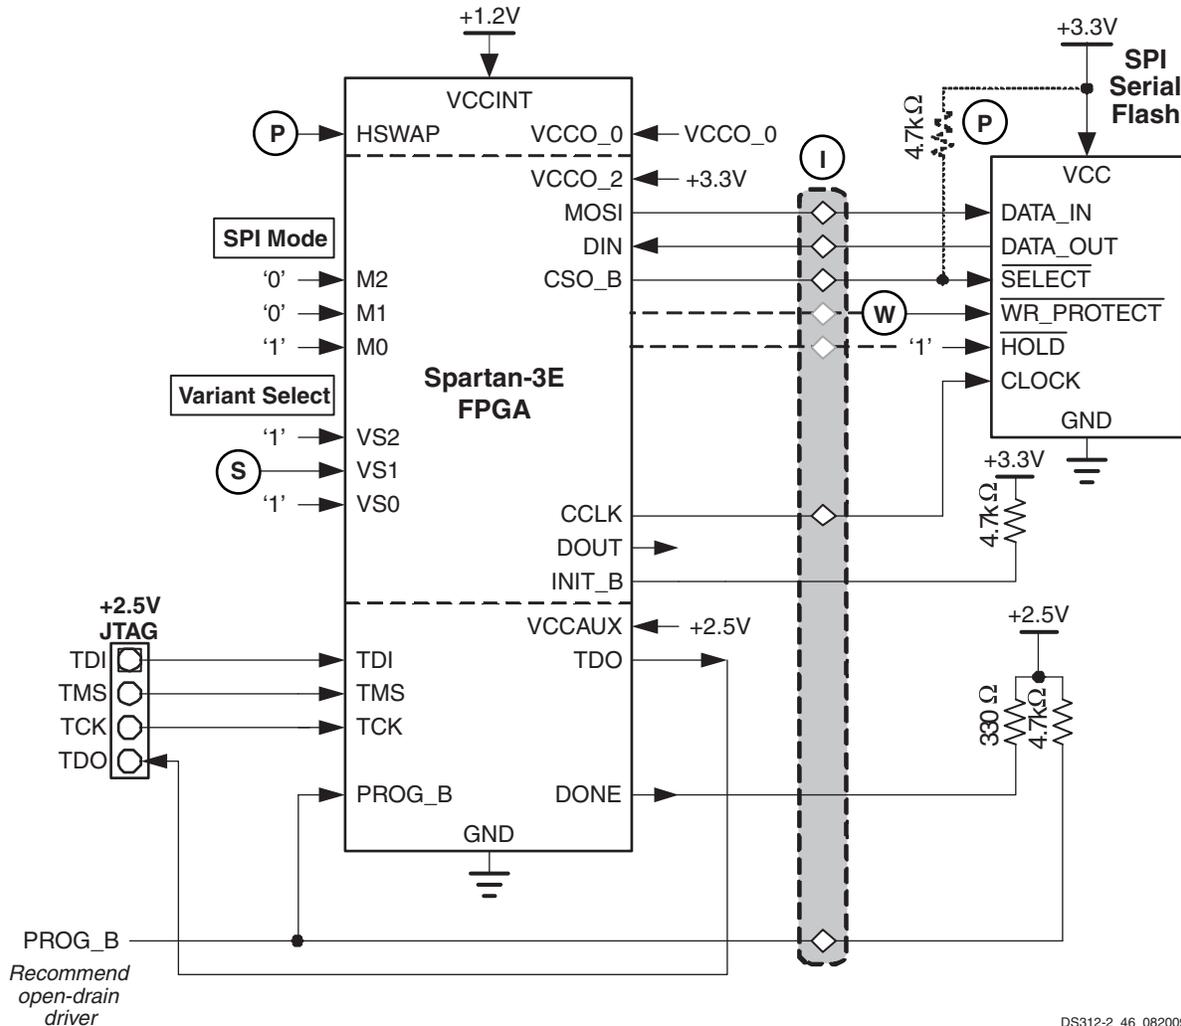 +1.2V
+3.3V
SPI
Serial
Flash
4.7kΩ
P
VCCINT
P
HSWAP
VCCO_0
VCCO_0
I
VCCO_2
+3.3V
VCC
MOSI
DATA_IN
SPI Mode
DIN
DATA_OUT
'0'
M2
CSO_B
SELECT
'0'
M1
W
WR_PROTECT
'1'
M0
'1'
HOLD
Spartan-3E
FPGA
CLOCK
Variant Select
GND
'1'
VS2
S
VS1
+3.3V
'1'
VS0
4.7kΩ
CCLK
DOUT
INIT_B
+2.5V
JTAG
VCCAUX
+2.5V
+2.5V
TDI
TDI
TDO
TMS
TMS
330 Ω
4.7kΩ
TCK
TCK
TDO
PROG_B
DONE
GND
PROG_B
Recommend
open-drain
driver
DS312-2_46_082009